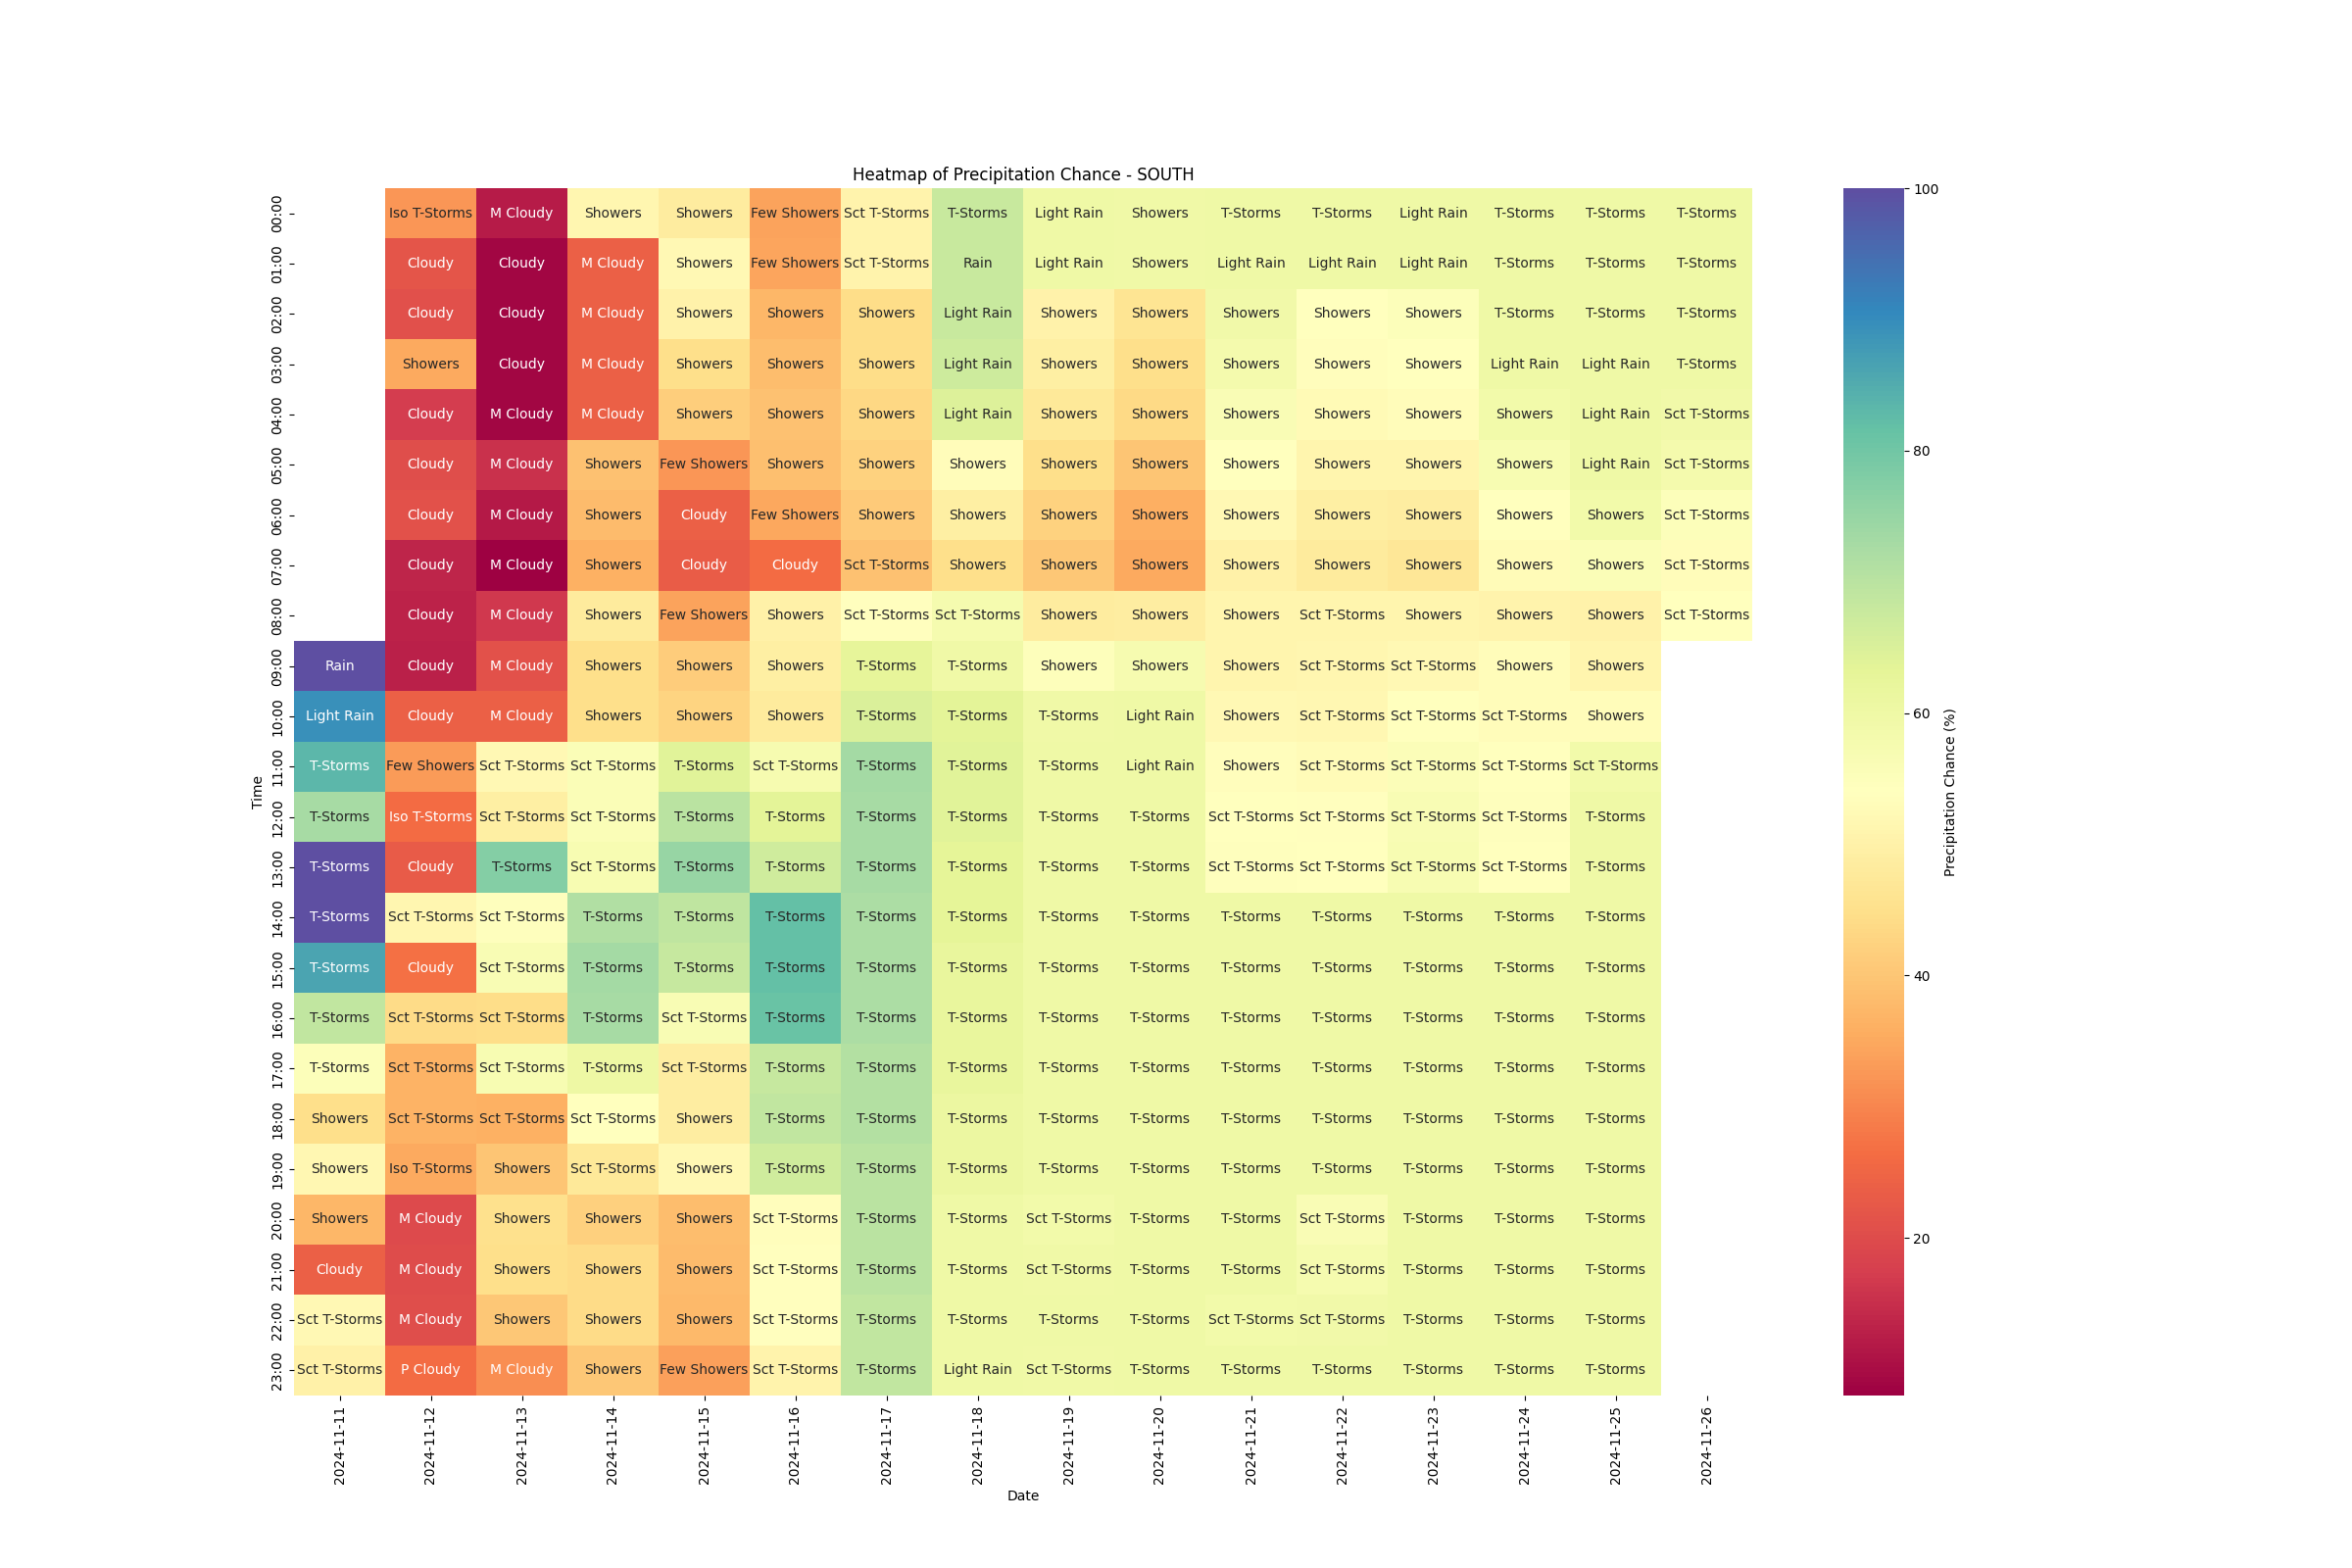 Heatmap of Precipitation Chance - SOUTH
00:00 Iso T-Storms M Cloudy Showers Showers Few Showers Sct T-Storms T-Storms Light Rain Showers T-Storms T-Storms Light Rain T-Storms T-Storms T-Storms
01:00 Cloudy Cloudy M Cloudy Showers Few Showers Sct T-Storms Rain Light Rain Showers Light Rain Light Rain Light Rain T-Storms T-Storms T-Storms
02:00 Cloudy Cloudy M Cloudy Showers Showers Showers Light Rain Showers Showers Showers Showers Showers T-Storms T-Storms T-Storms
03:00 Showers Cloudy M Cloudy Showers Showers Showers Light Rain Showers Showers Showers Showers Showers Light Rain Light Rain T-Storms
04:00 Cloudy M Cloudy M Cloudy Showers Showers Showers Light Rain Showers Showers Showers Showers Showers Showers Light Rain Sct T-Storms
05:00 Cloudy M Cloudy Showers Few Showers Showers Showers Showers Showers Showers Showers Showers Showers Showers Light Rain Sct T-Storms
06:00 Cloudy M Cloudy Showers Cloudy Few Showers Showers Showers Showers Showers Showers Showers Showers Showers Showers Sct T-Storms
07:00 Cloudy M Cloudy Showers Cloudy Cloudy Sct T-Storms Showers Showers Showers Showers Showers Showers Showers Showers Sct T-Storms
08:00 Cloudy M Cloudy Showers Few Showers Showers Sct T-Storms Sct T-Storms Showers Showers Showers Sct T-Storms Showers Showers Showers Sct T-Storms
09:00 Rain Cloudy M Cloudy Showers Showers Showers T-Storms T-Storms Showers Showers Showers Sct T-Storms Sct T-Storms Showers Showers
10:00 Light Rain Cloudy M Cloudy Showers Showers Showers T-Storms T-Storms T-Storms Light Rain Showers Sct T-Storms Sct T-Storms Sct T-Storms Showers
11:00 T-Storms Few Showers Sct T-Storms Sct T-Storms T-Storms Sct T-Storms T-Storms T-Storms T-Storms Light Rain Showers Sct T-Storms Sct T-Storms Sct T-Storms Sct T-Storms
12:00 T-Storms Iso T-Storms Sct T-Storms Sct T-Storms T-Storms T-Storms T-Storms T-Storms T-Storms T-Storms Sct T-Storms Sct T-Storms Sct T-Storms Sct T-Storms T-Storms
13:00 T-Storms Cloudy T-Storms Sct T-Storms T-Storms T-Storms T-Storms T-Storms T-Storms T-Storms Sct T-Storms Sct T-Storms Sct T-Storms Sct T-Storms T-Storms
14:00 T-Storms Sct T-Storms Sct T-Storms T-Storms T-Storms T-Storms T-Storms T-Storms T-Storms T-Storms T-Storms T-Storms T-Storms T-Storms T-Storms
15:00 T-Storms Cloudy Sct T-Storms T-Storms T-Storms T-Storms T-Storms T-Storms T-Storms T-Storms T-Storms T-Storms T-Storms T-Storms T-Storms
16:00 T-Storms Sct T-Storms Sct T-Storms T-Storms Sct T-Storms T-Storms T-Storms T-Storms T-Storms T-Storms T-Storms T-Storms T-Storms T-Storms T-Storms
17:00 T-Storms Sct T-Storms Sct T-Storms T-Storms Sct T-Storms T-Storms T-Storms T-Storms T-Storms T-Storms T-Storms T-Storms T-Storms T-Storms T-Storms
18:00 Showers Sct T-Storms Sct T-Storms Sct T-Storms Showers T-Storms T-Storms T-Storms T-Storms T-Storms T-Storms T-Storms T-Storms T-Storms T-Storms
19:00 Showers Iso T-Storms Showers Sct T-Storms Showers T-Storms T-Storms T-Storms T-Storms T-Storms T-Storms T-Storms T-Storms T-Storms T-Storms
20:00 Showers M Cloudy Showers Showers Showers Sct T-Storms T-Storms T-Storms Sct T-Storms T-Storms T-Storms Sct T-Storms T-Storms T-Storms T-Storms
21:00 Cloudy M Cloudy Showers Showers Showers Sct T-Storms T-Storms T-Storms Sct T-Storms T-Storms T-Storms Sct T-Storms T-Storms T-Storms T-Storms
22:00 Sct T-Storms M Cloudy Showers Showers Showers Sct T-Storms T-Storms T-Storms T-Storms T-Storms Sct T-Storms Sct T-Storms T-Storms T-Storms T-Storms
23:00 Sct T-Storms P Cloudy M Cloudy Showers Few Showers Sct T-Storms T-Storms Light Rain Sct T-Storms T-Storms T-Storms T-Storms T-Storms T-Storms T-Storms
Time
2024-11-11 2024-11-12 2024-11-13 2024-11-14 2024-11-15 2024-11-16 2024-11-17 2024-11-18 2024-11-19 2024-11-20 2024-11-21 2024-11-22 2024-11-23 2024-11-24 2024-11-25 2024-11-26
Date
100
80
60
40
20
Precipitation Chance (%)